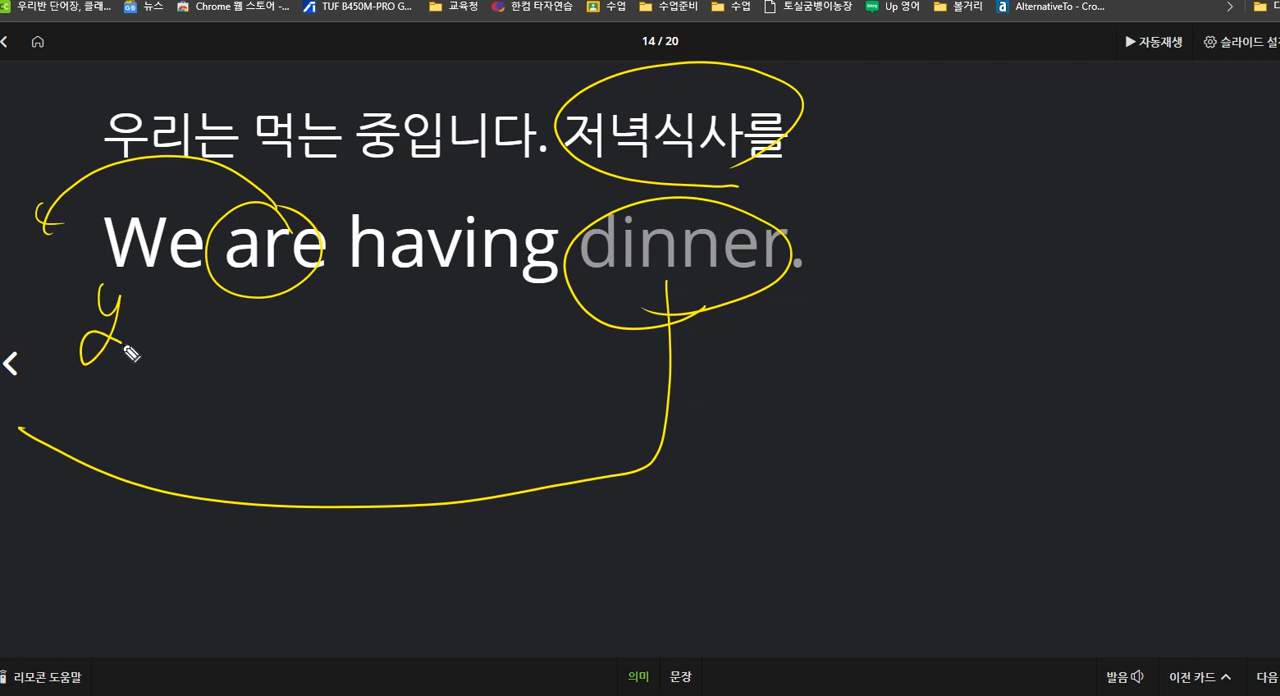 우리반 단어장, 클래... 뉴스 Chrome 웹 스토어 -... TUF B450M-PRO G... 교육청 한컴 타자연습 수업 수업준비 수업 토실굼벵이농장 Up 영어 볼거리 AlternativeTo - Cro...
14 / 20 자동재생 슬라이드 설
우리는 먹는 중입니다. 저녁식사를
We are having dinner.
y
리모콘 도움말 의미 문장 발음 이전 카드 다음